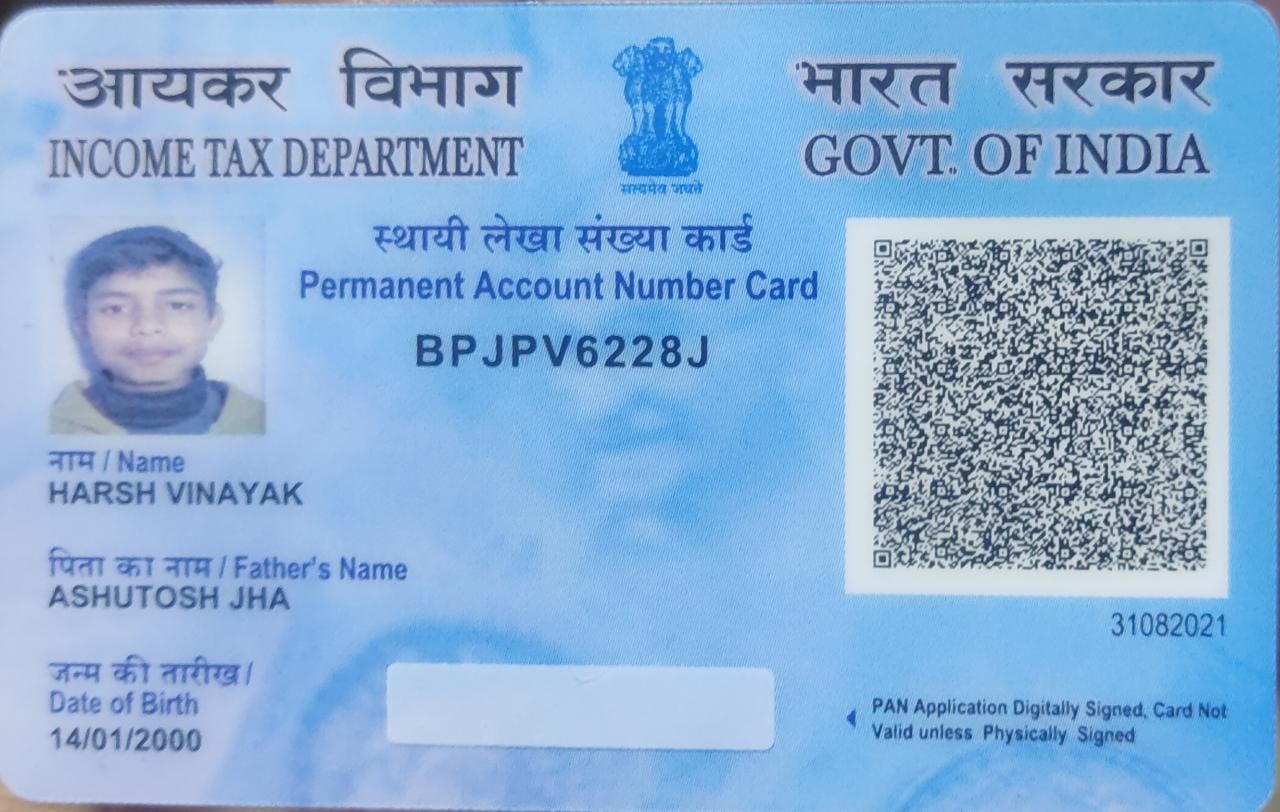 आयकर विभाग
INCOME TAX DEPARTMENT
सत्यमेव जयते
भारत सरकार
GOVT. OF INDIA
स्थायी लेखा संख्या कार्ड
Permanent Account Number Card
BPJPV6228J
नाम / Name
HARSH VINAYAK
पिता का नाम / Father's Name
ASHUTOSH JHA
जन्म की तारीख /
Date of Birth
14/01/2000
31082021
PAN Application Digitally Signed, Card Not
Valid unless Physically Signed